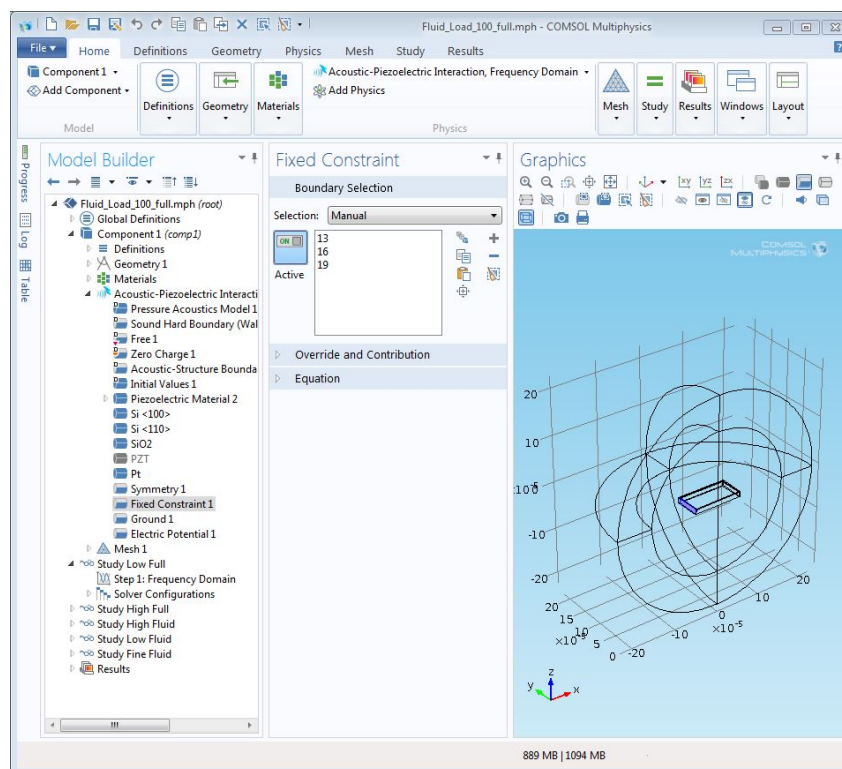 Fluid_Load_100_full.mph - COMSOL Multiphysics
File Home Definitions Geometry Physics Mesh Study Results
Component 1
Add Component
Model
Definitions
Geometry
Materials
Acoustic-Piezoelectric Interaction, Frequency Domain
Add Physics
Physics
Mesh
Study
Results
Windows
Layout
Progress
Log
Table
Model Builder
Fluid_Load_100_full.mph (root)
Global Definitions
Component 1 (comp1)
Definitions
Geometry 1
Materials
Acoustic-Piezoelectric Interacti
Pressure Acoustics Model 1
Sound Hard Boundary (Wal
Free 1
Zero Charge 1
Acoustic-Structure Bounda
Initial Values 1
Piezoelectric Material 2
Si <100>
Si <110>
SiO2
PZT
Pt
Symmetry 1
Fixed Constraint 1
Ground 1
Electric Potential 1
Mesh 1
Study Low Full
Step 1: Frequency Domain
Solver Configurations
Study High Full
Study High Fluid
Study Low Fluid
Study Fine Fluid
Results
Fixed Constraint
Boundary Selection
Selection: Manual
ON
Active
13
16
19
Override and Contribution
Equation
Graphics
xy yz zx
COMSOL
MULTIPHYSICS
20
10
-10
-20
20
15
10
5
0
-20
-10
0
10
20
×10⁻⁵
y z x
889 MB | 1094 MB